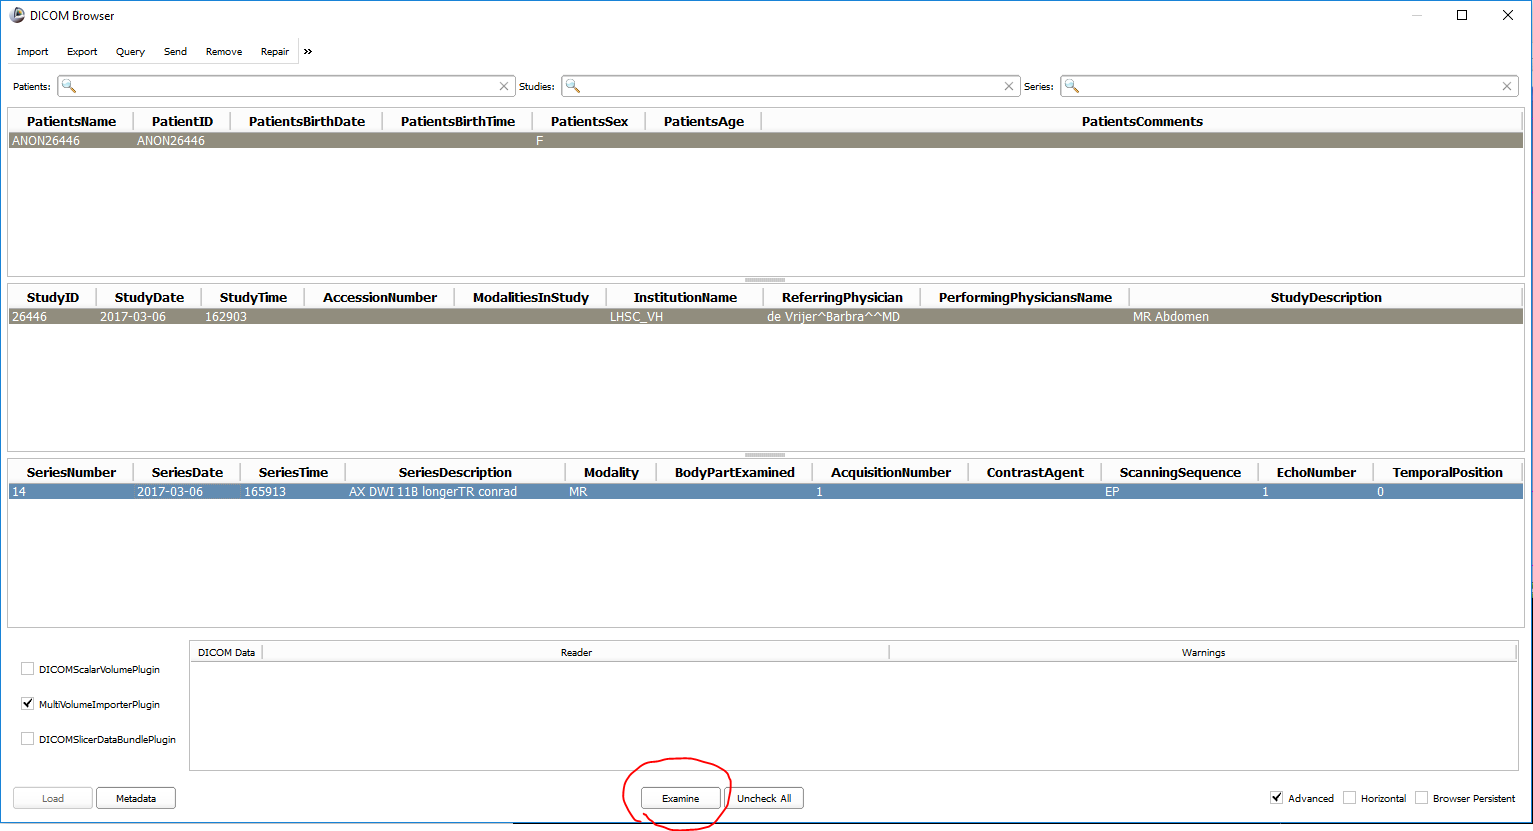 DICOM Browser
Import Export Query Send Remove Repair »
Patients: Studies: Series:
PatientsName PatientID PatientsBirthDate PatientsBirthTime PatientsSex PatientsAge PatientsComments
ANON26446 ANON26446 F
StudyID StudyDate StudyTime AccessionNumber ModalitiesInStudy InstitutionName ReferringPhysician PerformingPhysiciansName StudyDescription
26446 2017-03-06 162903 LHSC_VH de Vrijer^Barbra^^MD MR Abdomen
SeriesNumber SeriesDate SeriesTime SeriesDescription Modality BodyPartExamined AcquisitionNumber ContrastAgent ScanningSequence EchoNumber TemporalPosition
14 2017-03-06 165913 AX DWI 11B longerTR conrad MR 1 EP 1 0
DICOM Data Reader Warnings
DICOMScalarVolumePlugin
MultiVolumeImporterPlugin
DICOMSlicerDataBundlePlugin
Load Metadata Examine Uncheck All Advanced Horizontal Browser Persistent